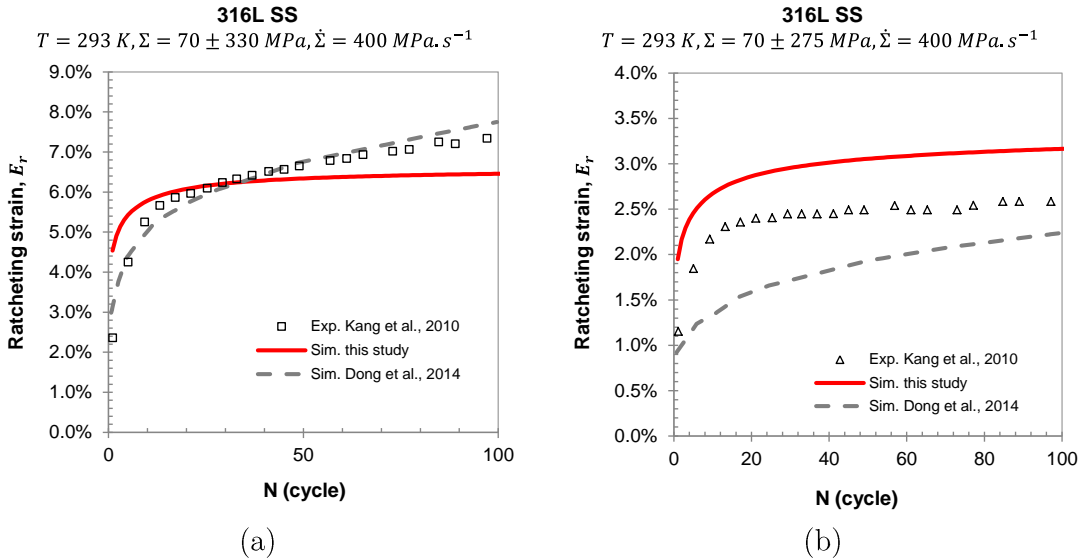 316L SS
T = 293 K, Σ = 70 ± 330 MPa, Σ̇ = 400 MPa.s⁻¹
9.0%
8.0%
7.0%
6.0%
5.0%
4.0%
3.0%
2.0%
1.0%
0.0%
Ratcheting strain, E_r
Exp. Kang et al., 2010
Sim. this study
Sim. Dong et al., 2014
0
50
100
N (cycle)
(a)
316L SS
T = 293 K, Σ = 70 ± 275 MPa, Σ̇ = 400 MPa.s⁻¹
4.0%
3.5%
3.0%
2.5%
2.0%
1.5%
1.0%
0.5%
0.0%
Ratcheting strain, E_r
Exp. Kang et al., 2010
Sim. this study
Sim. Dong et al., 2014
0
20
40
60
80
100
N (cycle)
(b)